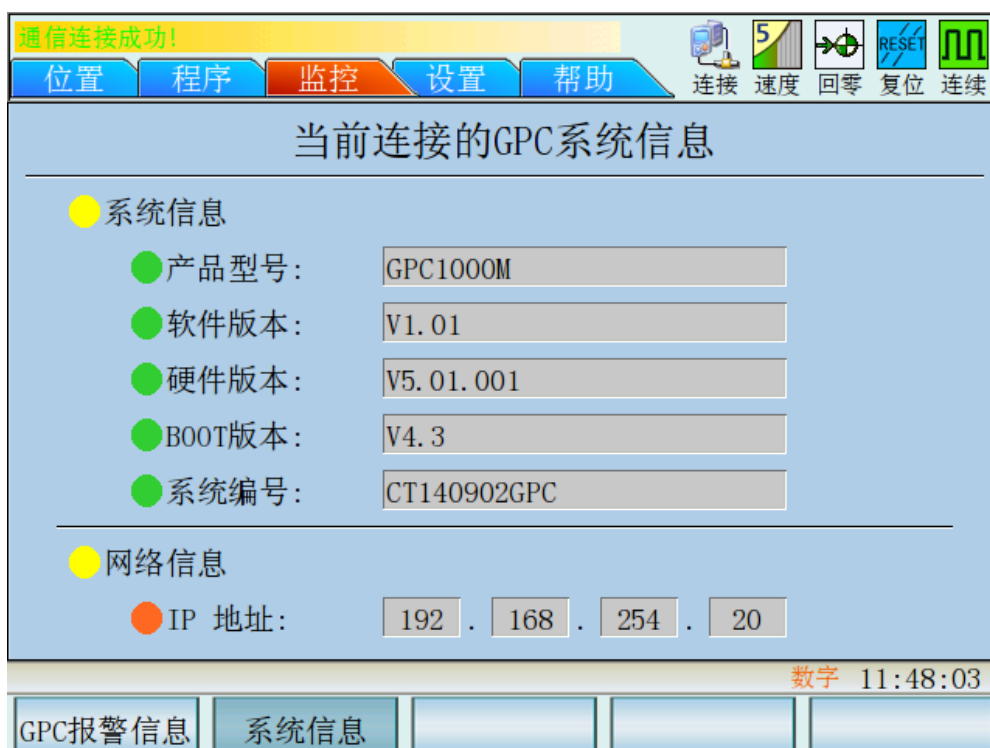 通信连接成功!
位置 程序 监控 设置 帮助
5 RESET
连接 速度 回零 复位 连续
当前连接的GPC系统信息
系统信息
产品型号: GPC1000M
软件版本: V1.01
硬件版本: V5.01.001
BOOT版本: V4.3
系统编号: CT140902GPC
网络信息
IP 地址: 192 . 168 . 254 . 20
数字 11:48:03
GPC报警信息 系统信息